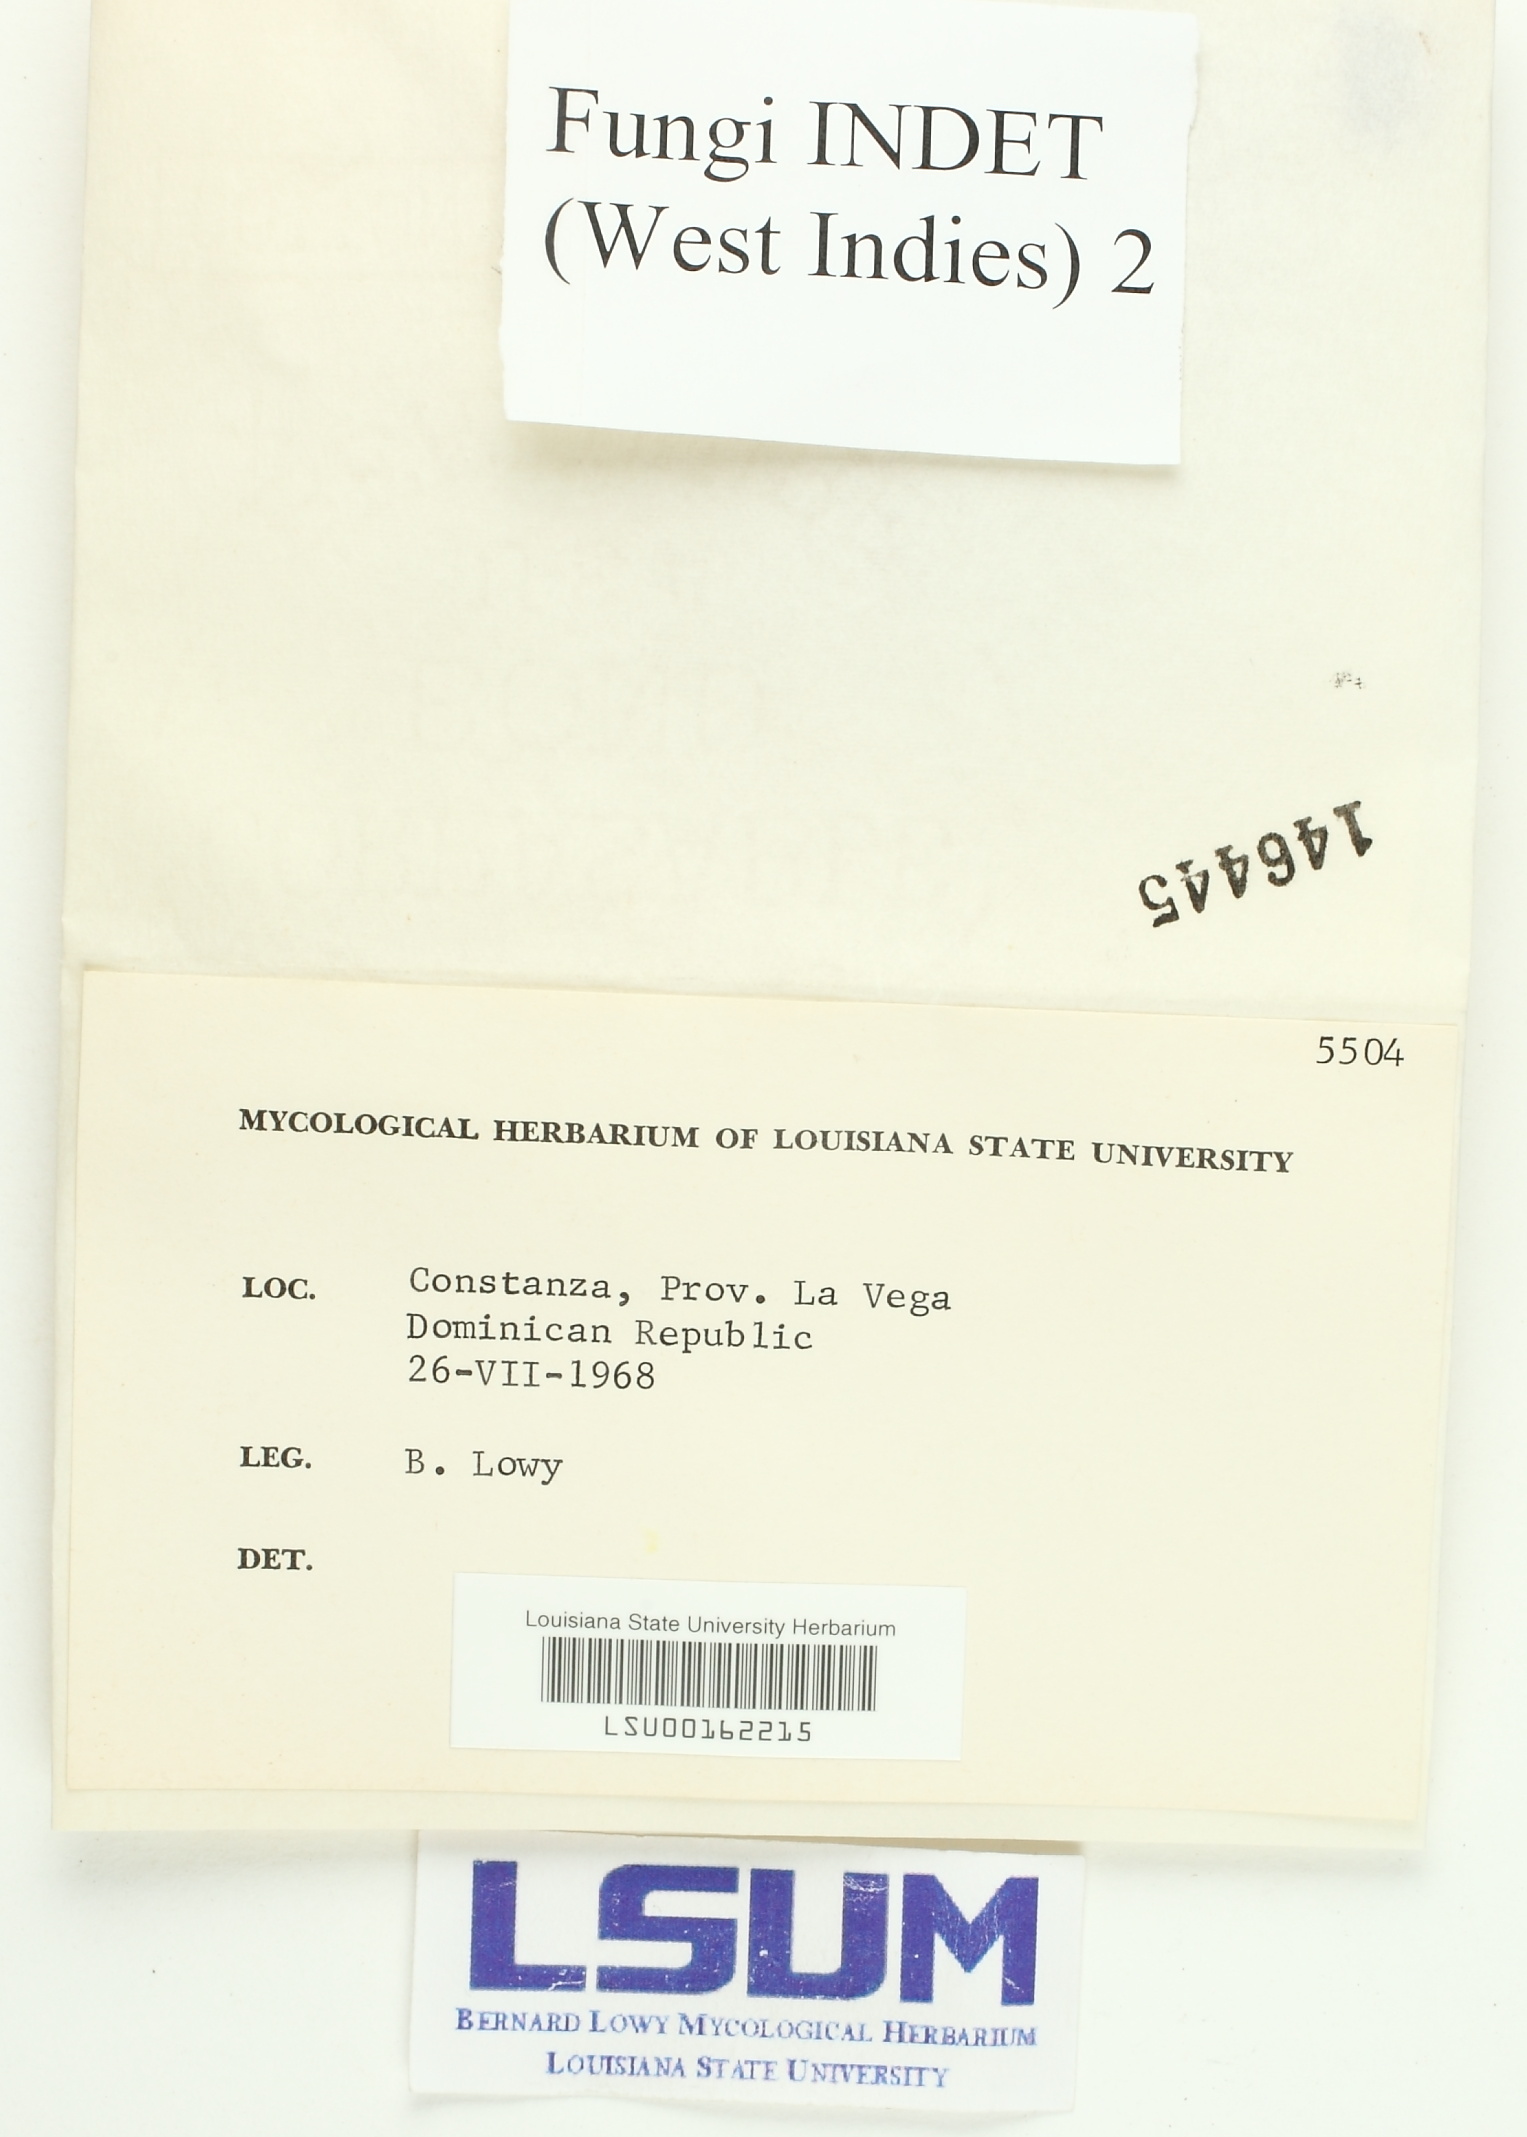 Fungi INDET
(West Indies) 2
146445
5504
MYCOLOGICAL HERBARIUM OF LOUISIANA STATE UNIVERSITY
LOC. Constanza, Prov. La Vega
Dominican Republic
26-VII-1968
LEG. B. Lowy
DET.
Louisiana State University Herbarium
LSU00162215
LSUM
BERNARD LOWY MYCOLOGICAL HERBARIUM
LOUISIANA STATE UNIVERSITY